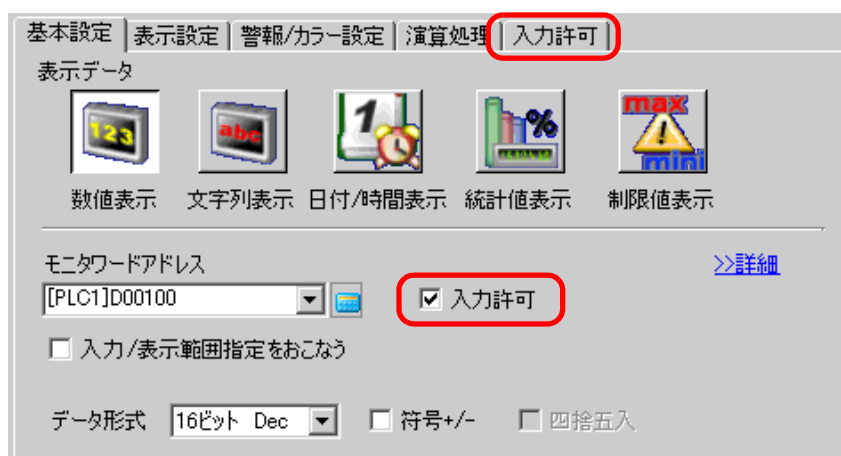 基本設定 表示設定 警報/カラー設定 演算処理 入力許可
表示データ
123 abc 1 % max mini
数値表示 文字列表示 日付/時間表示 統計値表示 制限値表示
モニタワードアドレス >>詳細
[PLC1]D00100 入力許可
入力/表示範囲指定をおこなう
データ形式 16ビット Dec 符号+/- 四捨五入